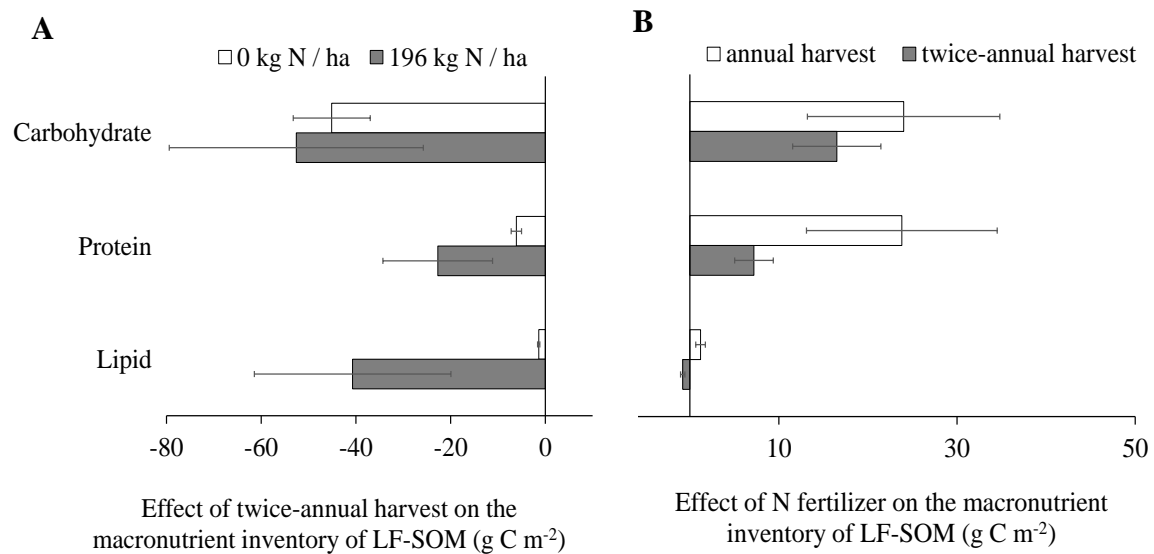 A
0 kg N / ha 196 kg N / ha
Carbohydrate
Protein
Lipid
-80 -60 -40 -20 0
Effect of twice-annual harvest on the
macronutrient inventory of LF-SOM (g C m-2)
B
annual harvest twice-annual harvest
10 30 50
Effect of N fertilizer on the macronutrient
inventory of LF-SOM (g C m-2)